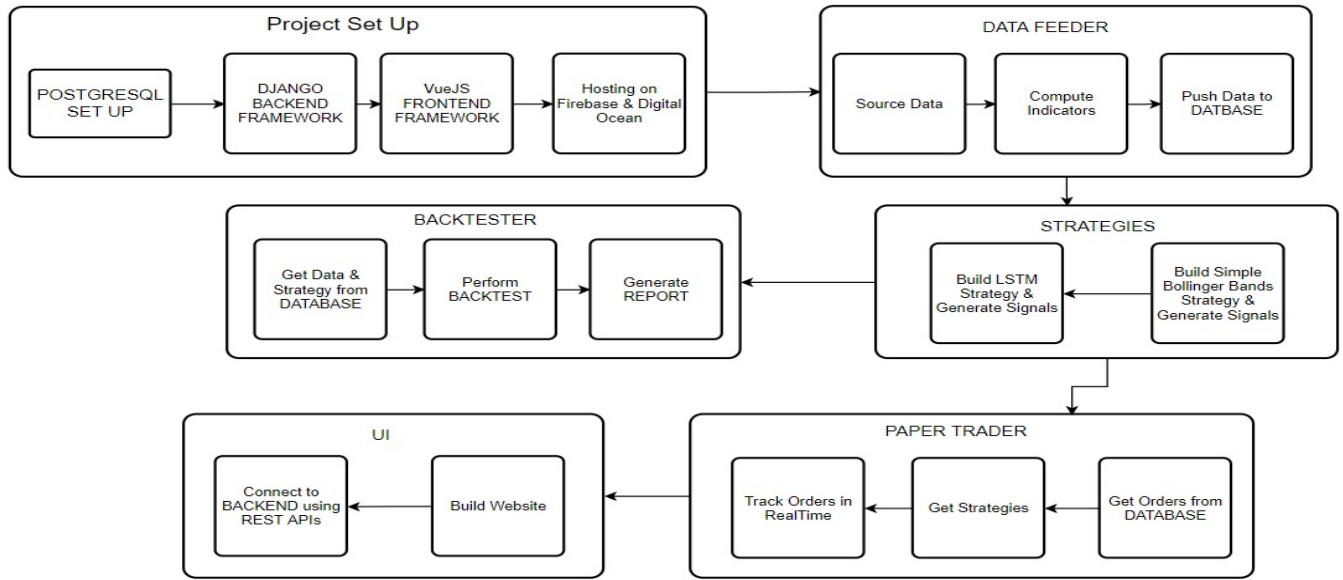 Project Set Up
POSTGRESQL
SET UP
DJANGO
BACKEND
FRAMEWORK
VueJS
FRONTEND
FRAMEWORK
Hosting on
Firebase & Digital
Ocean
DATA FEEDER
Source Data
Compute
Indicators
Push Data to
DATBASE
BACKTESTER
Get Data &
Strategy from
DATABASE
Perform
BACKTEST
Generate
REPORT
STRATEGIES
Build LSTM
Strategy &
Generate Signals
Build Simple
Bollinger Bands
Strategy &
Generate Signals
UI
Connect to
BACKEND using
REST APIs
Build Website
PAPER TRADER
Track Orders in
RealTime
Get Strategies
Get Orders from
DATABASE